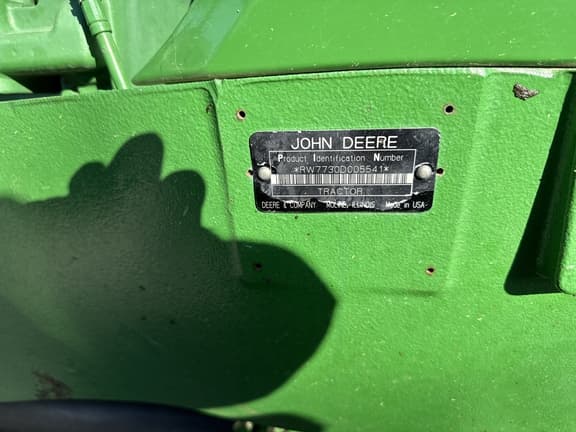 JOHN DEERE
Product Identification Number
*RW7730D005541*
TRACTOR
DEERE & COMPANY MOLINE, ILLINOIS Made in USA